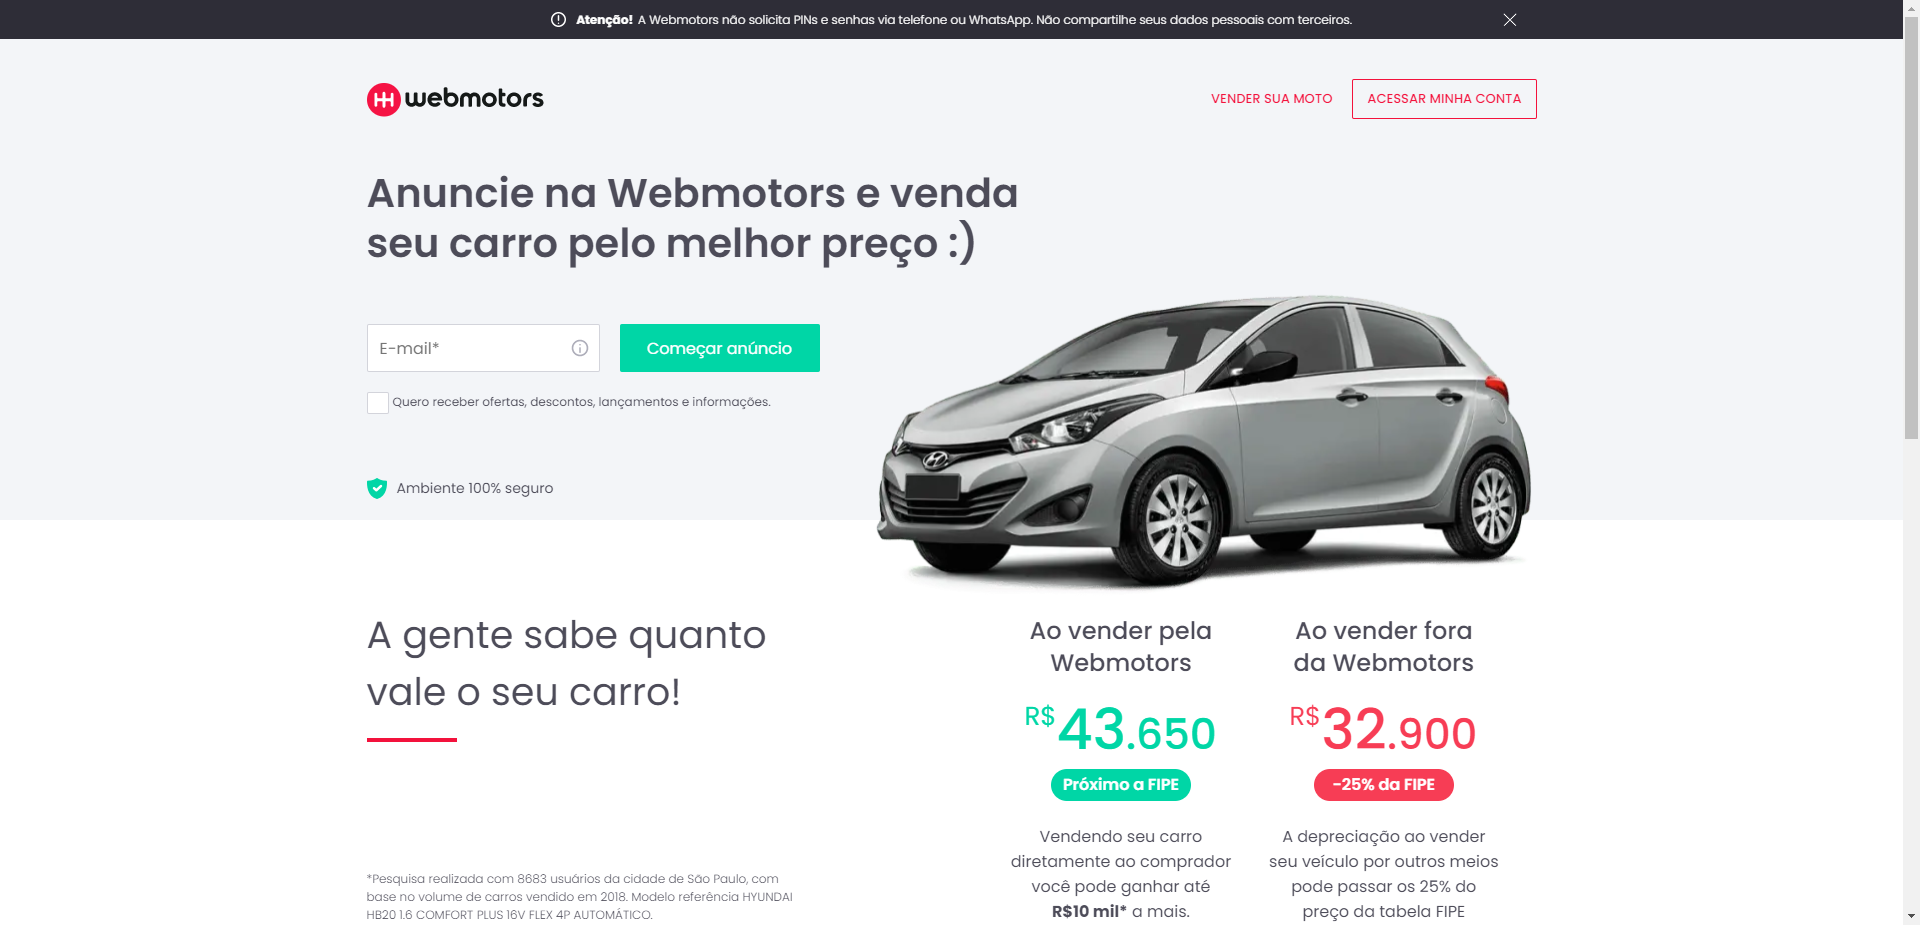 Atenção! A Webmotors não solicita PINs e senhas via telefone ou WhatsApp. Não compartilhe seus dados pessoais com terceiros.
webmotors
VENDER SUA MOTO
ACESSAR MINHA CONTA
Anuncie na Webmotors e venda
seu carro pelo melhor preço :)
E-mail*
Começar anúncio
Quero receber ofertas, descontos, lançamentos e informações.
Ambiente 100% seguro
A gente sabe quanto
vale o seu carro!
*Pesquisa realizada com 8683 usuários da cidade de São Paulo, com
base no volume de carros vendido em 2018. Modelo referência HYUNDAI
HB20 1.6 COMFORT PLUS 16V FLEX 4P AUTOMÁTICO.
Ao vender pela
Webmotors
R$43.650
Próximo a FIPE
Vendendo seu carro
diretamente ao comprador
você pode ganhar até
R$10 mil* a mais.
Ao vender fora
da Webmotors
R$32.900
-25% da FIPE
A depreciação ao vender
seu veículo por outros meios
pode passar os 25% do
preço da tabela FIPE